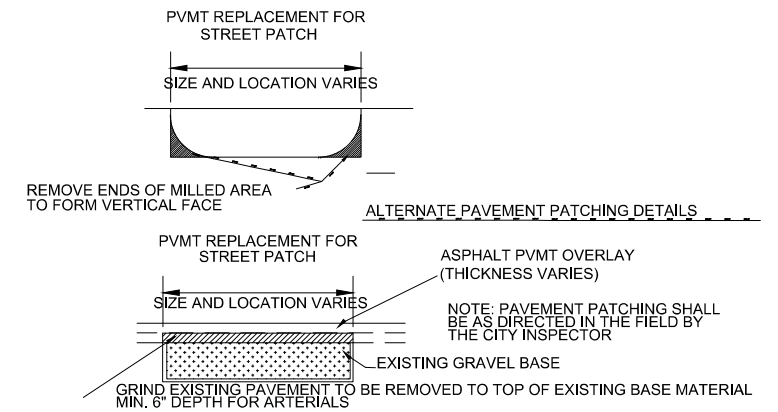 PVMT REPLACEMENT FOR
STREET PATCH
SIZE AND LOCATION VARIES
REMOVE ENDS OF MILLED AREA
TO FORM VERTICAL FACE
ALTERNATE PAVEMENT PATCHING DETAILS
PVMT REPLACEMENT FOR
STREET PATCH
SIZE AND LOCATION VARIES
ASPHALT PVMT OVERLAY
(THICKNESS VARIES)
NOTE: PAVEMENT PATCHING SHALL
BE AS DIRECTED IN THE FIELD BY
THE CITY INSPECTOR
EXISTING GRAVEL BASE
GRIND EXISTING PAVEMENT TO BE REMOVED TO TOP OF EXISTING BASE MATERIAL
MIN. 6" DEPTH FOR ARTERIALS